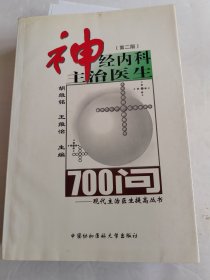 神经内科
(第二版)
主治医生
胡维铭 王维治 主编
700问
——现代主治医生提高丛书
中国协和医科大学出版社